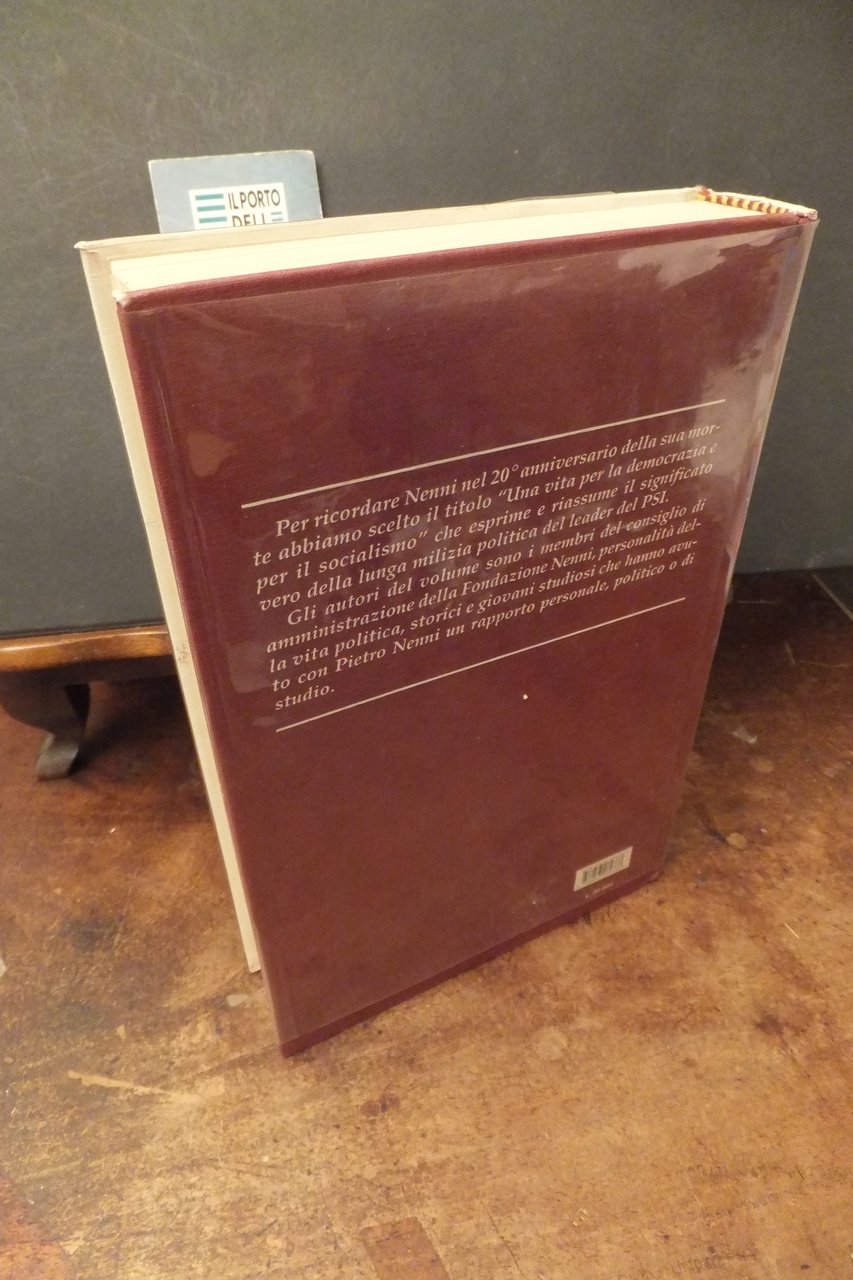 IL PORTO
DELL
Per ricordare Nenni nel 20° anniversario della sua mor-
te abbiamo scelto il titolo "Una vita per la democrazia e
per il socialismo" che esprime e riassume il significato
vero della lunga milizia politica del leader del PSI.
Gli autori del volume sono i membri del consiglio di
amministrazione della Fondazione Nenni, personalità del-
la vita politica, storici e giovani studiosi che hanno avu-
to con Pietro Nenni un rapporto personale, politico o di
studio.